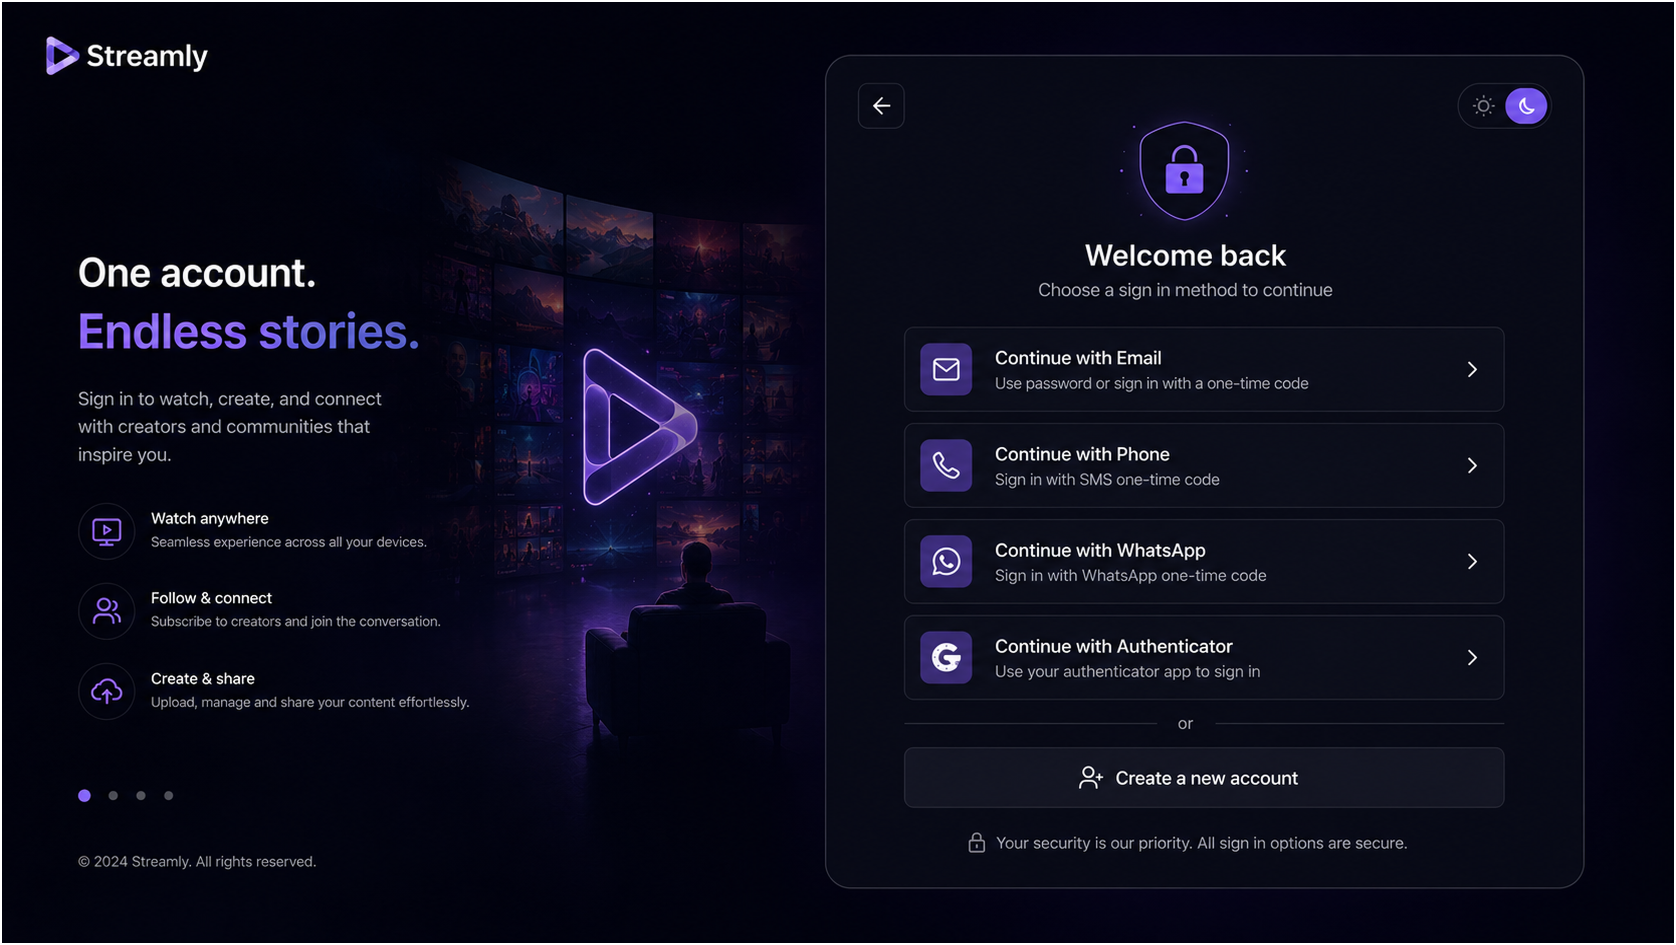 Streamly
One account.
Endless stories.
Sign in to watch, create, and connect
with creators and communities that
inspire you.
Watch anywhere
Seamless experience across all your devices.
Follow & connect
Subscribe to creators and join the conversation.
Create & share
Upload, manage and share your content effortlessly.
© 2024 Streamly. All rights reserved.
Welcome back
Choose a sign in method to continue
Continue with Email
Use password or sign in with a one-time code
Continue with Phone
Sign in with SMS one-time code
Continue with WhatsApp
Sign in with WhatsApp one-time code
Continue with Authenticator
Use your authenticator app to sign in
or
Create a new account
Your security is our priority. All sign in options are secure.